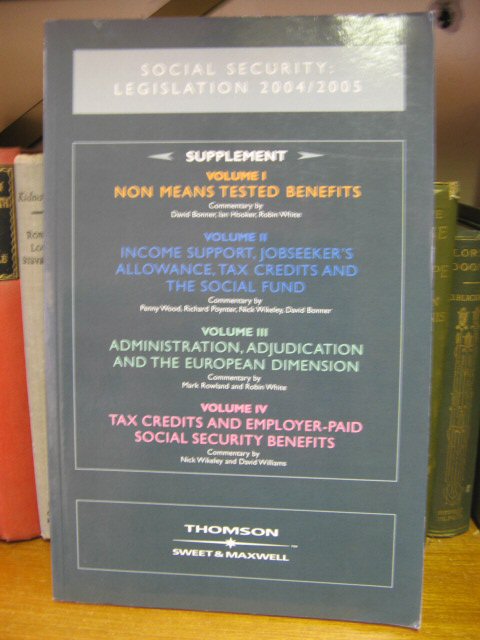 SOCIAL SECURITY:
LEGISLATION 2004/2005
SUPPLEMENT
VOLUME I
NON MEANS TESTED BENEFITS
Commentary by
David Bonner, Ian Hooker, Robin White
VOLUME II
INCOME SUPPORT, JOBSEEKER'S
ALLOWANCE, TAX CREDITS AND
THE SOCIAL FUND
Commentary by
Penny Wood, Richard Poynter, Nick Wikeley, David Bonner
VOLUME III
ADMINISTRATION, ADJUDICATION
AND THE EUROPEAN DIMENSION
Commentary by
Mark Rowland and Robin White
VOLUME IV
TAX CREDITS AND EMPLOYER-PAID
SOCIAL SECURITY BENEFITS
Commentary by
Nick Wikeley and David Williams
THOMSON
™
SWEET & MAXWELL